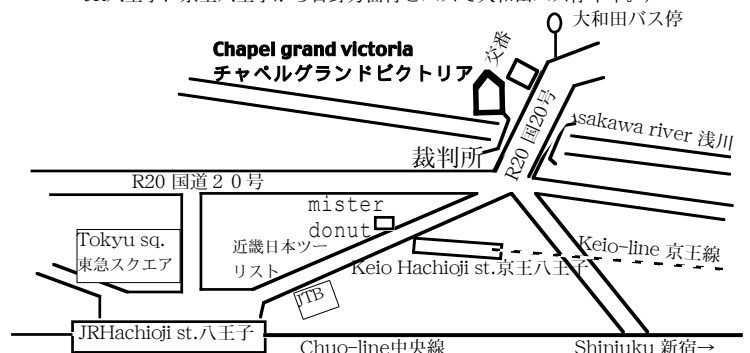 大和田バス停
交番
Chapel grand victoria
チャペルグランドビクトリア
R20 国20号
Asakawa river 浅川
裁判所
R20 国道２０号
mister
donut
Tokyu sq.
東急スクエア
近畿日本ツー
リスト
Keio-line 京王線
Keio Hachioji st.京王八王子
JTB
JRHachioji st.八王子
Chuo-line中央線
Shinjuku 新宿→